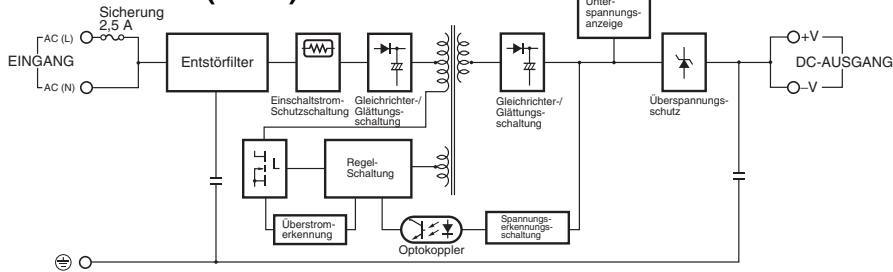 Unter-
spannungs-
anzeige
Sicherung
2,5 A
AC (L)
EINGANG
AC (N)
Entstörfilter
Einschaltstrom-
Schutzschaltung
Gleichrichter-/
Glättungs-
schaltung
Gleichrichter-/
Glättungs-
schaltung
Überspannungs-
schutz
+V
DC-AUSGANG
–V
Regel-
Schaltung
Überstrom-
erkennung
Optokoppler
Spannungs-
erkennungs-
schaltung